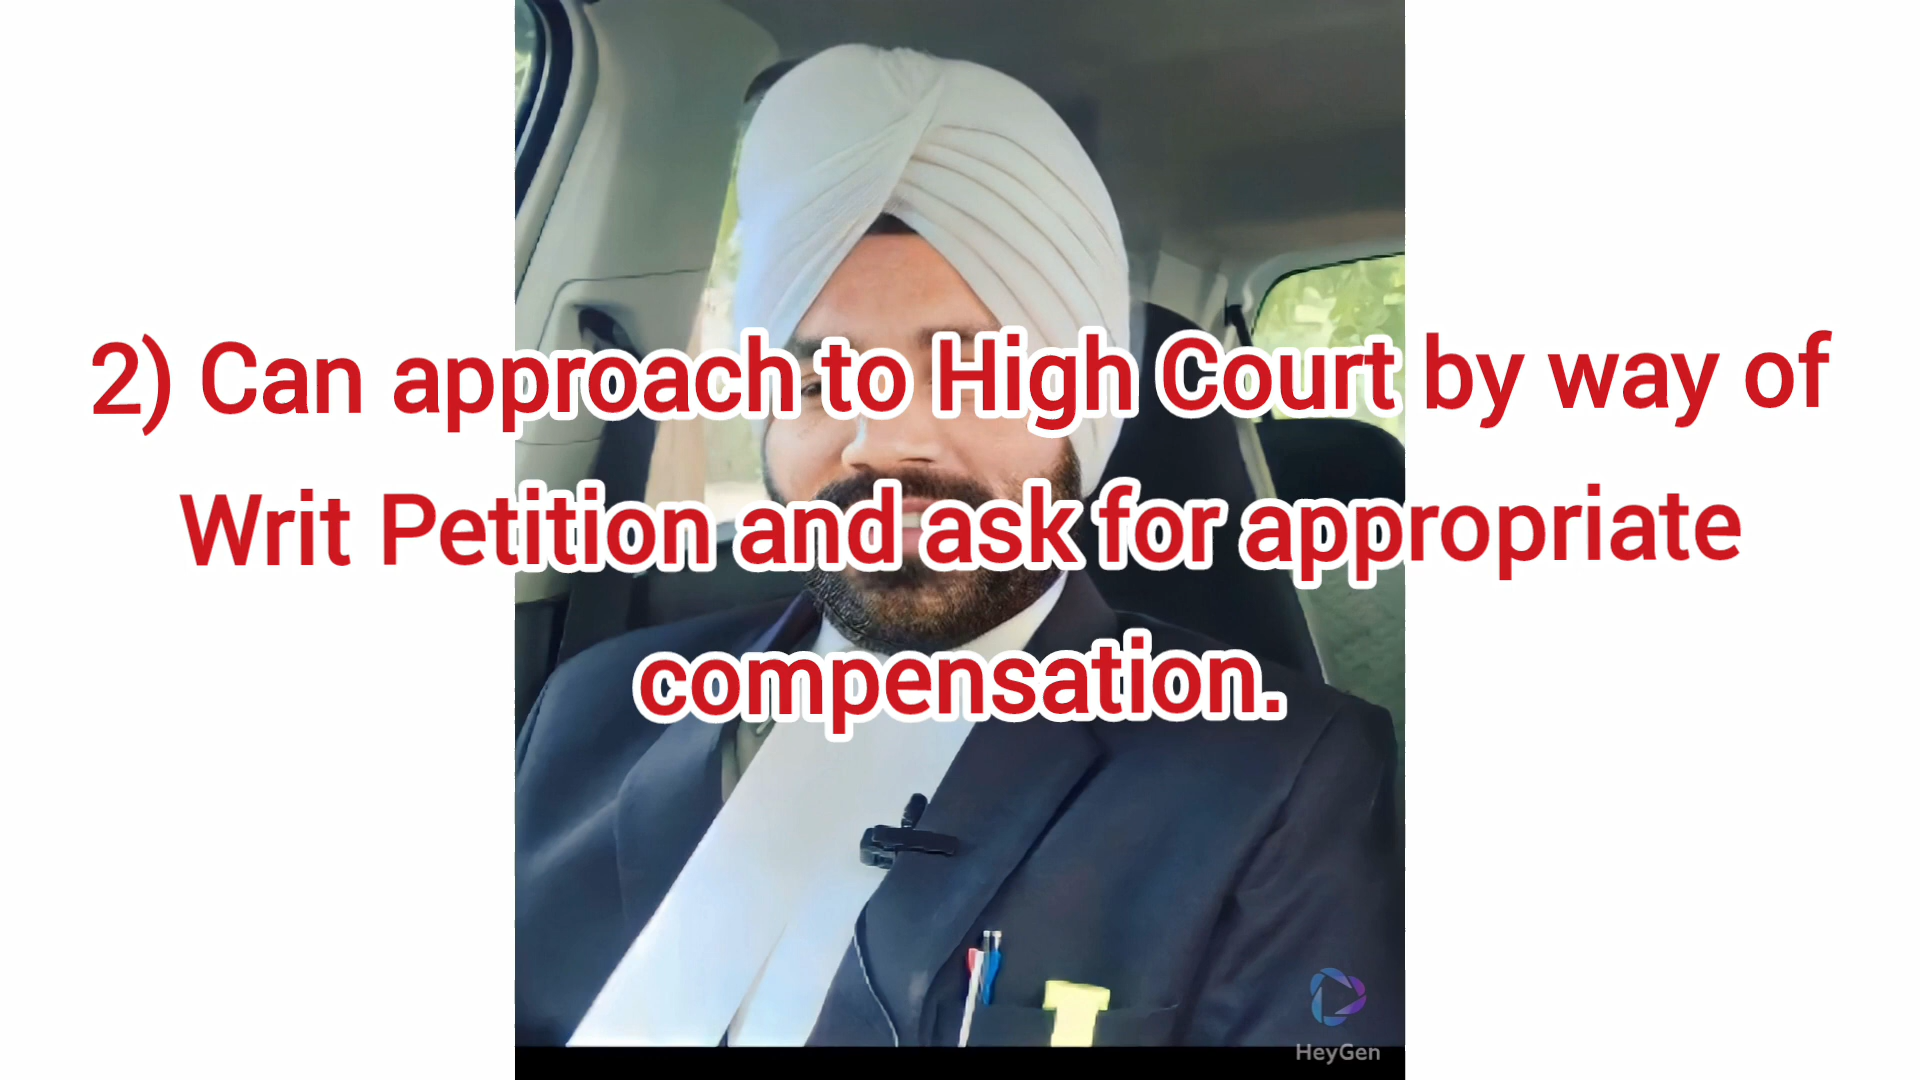 2) Can approach to High Court by way of
Writ Petition and ask for appropriate
compensation.
HeyGen